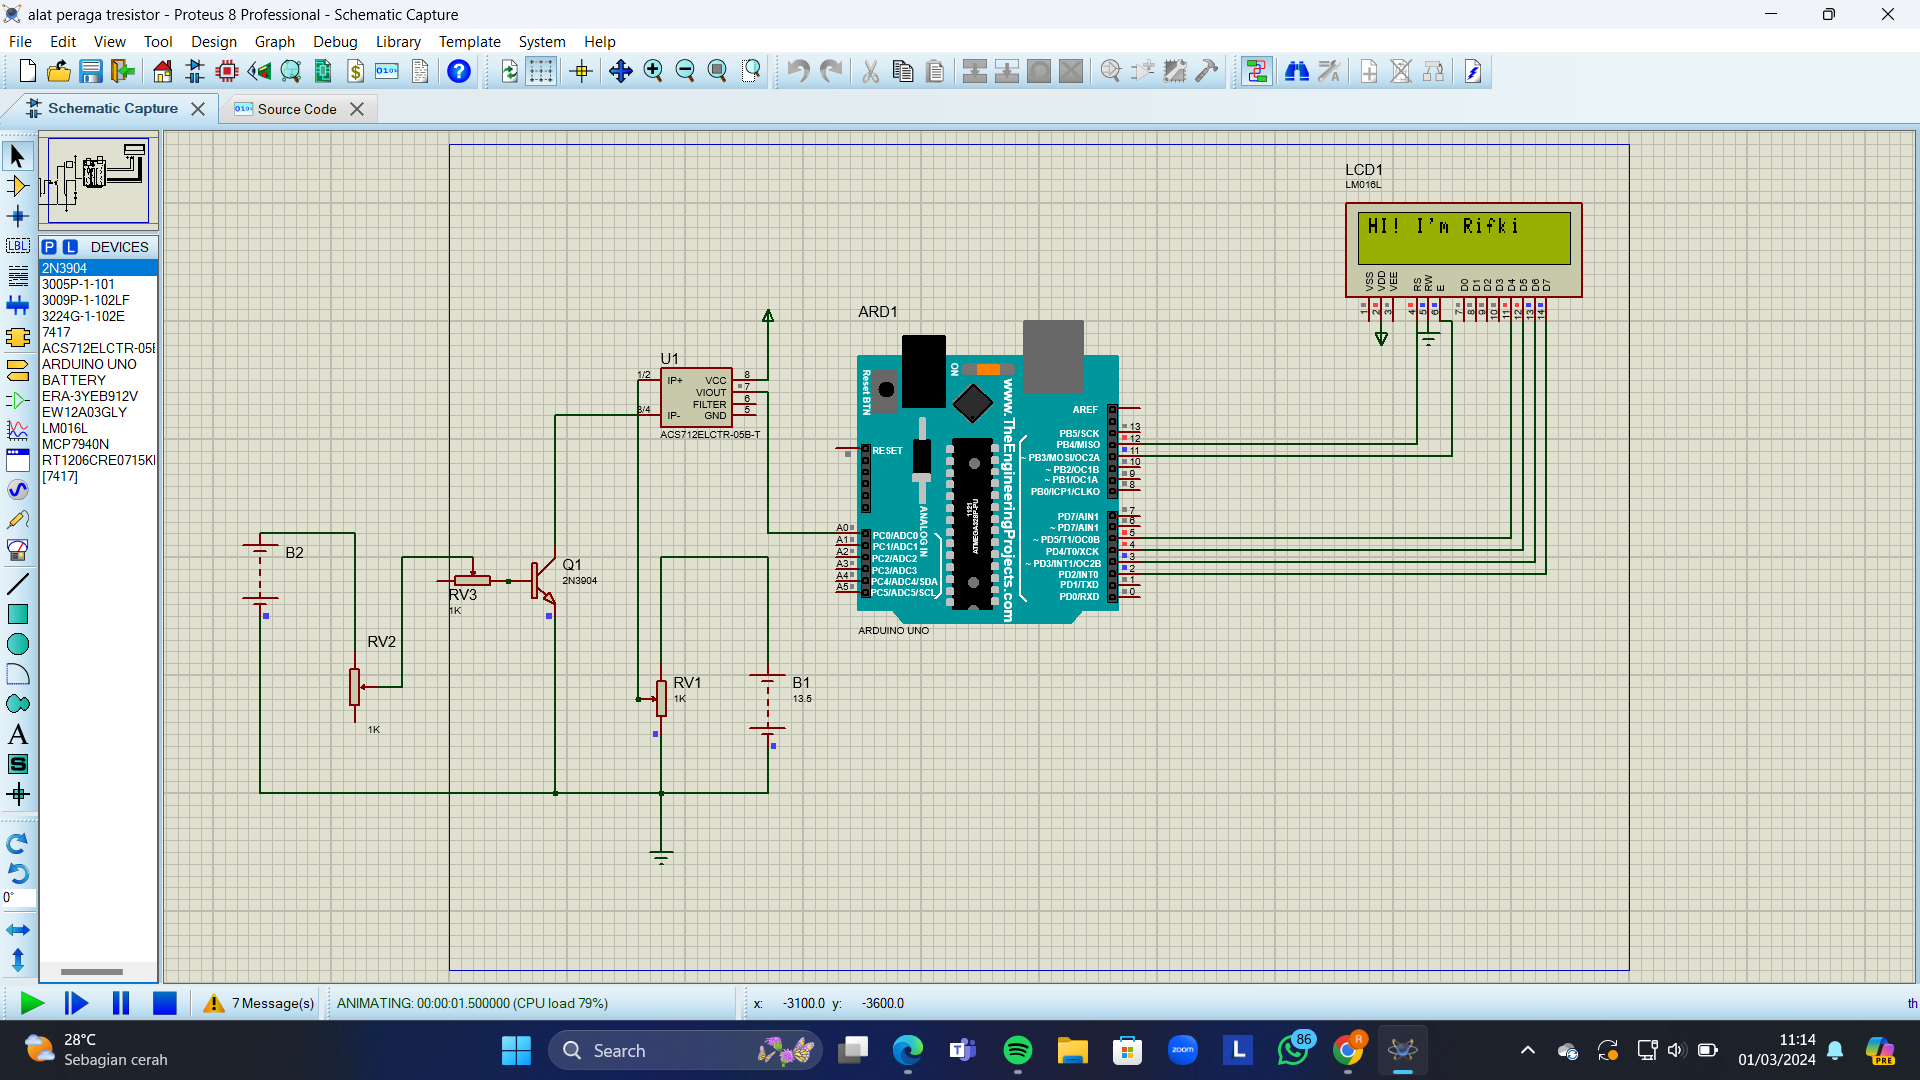 alat peraga tresistor - Proteus 8 Professional - Schematic Capture
File Edit View Tool Design Graph Debug Library Template System Help
Schematic Capture
Source Code
P L DEVICES
2N3904
3005P-1-101
3009P-1-102LF
3224G-1-102E
7417
ACS712ELCTR-05
ARDUINO UNO
BATTERY
ERA-3YEB912V
EW12A03GLY
LM016L
MCP7940N
RT1206CRE0715K
[7417]
LBL
A
S
0°
LCD1
LM016L
HI! I'm Rifki
VSS VDD VEE RS RW E D0 D1 D2 D3 D4 D5 D6 D7
1 2 3 4 5 6 7 8 9 10 11 12 13 14
ARD1
Reset BTN
ON
www.TheEngineeringProjects.com
ANALOG IN
ATMEGA328P-PU
1121
RESET
AREF
PB5/SCK 13
PB4/MISO 12
~ PB3/MOSI/OC2A 11
~ PB2/OC1B 10
~ PB1/OC1A 9
PB0/ICP1/CLKO 8
PD7/AIN1 7
~ PD7/AIN1 6
~ PD5/T1/OC0B 5
PD4/T0/XCK 4
~ PD3/INT1/OC2B 3
PD2/INT0 2
PD1/TXD 1
PD0/RXD 0
A0 PC0/ADC0
A1 PC1/ADC1
A2 PC2/ADC2
A3 PC3/ADC3
A4 PC4/ADC4/SDA
A5 PC5/ADC5/SCL
ARDUINO UNO
U1
1/2 IP+ VCC 8
VIOUT 7
FILTER 6
3/4 IP- GND 5
ACS712ELCTR-05B-T
B2
Q1
2N3904
RV3
1K
RV2
1K
RV1
1K
B1
13.5
7 Message(s)
ANIMATING: 00:00:01.500000 (CPU load 79%)
x: -3100.0 y: -3600.0
th
28°C
Sebagian cerah
Search
zoom
L
86
R
11:14
01/03/2024
PRE